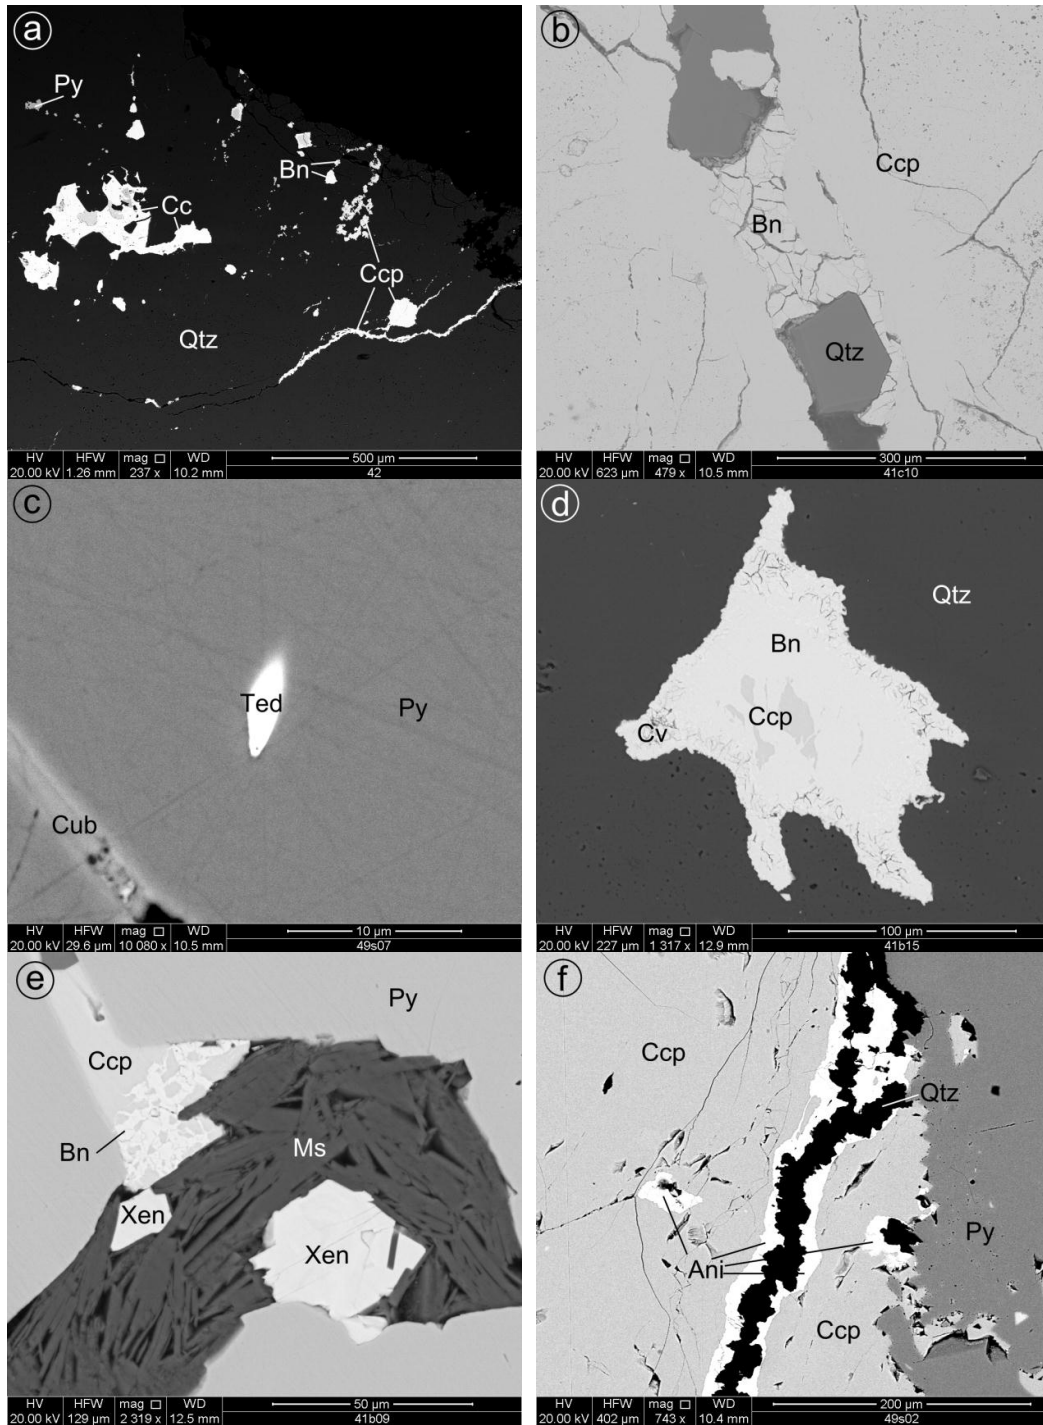 a
Py
Bn
Cc
Ccp
Qtz
HV HFW mag □ WD
20.00 kV 1.26 mm 237 x 10.2 mm 500 µm 42
b
Ccp
Bn
Qtz
HV HFW mag □ WD
20.00 kV 623 µm 479 x 10.5 mm 300 µm 41c10
c
Ted
Py
Cub
HV HFW mag □ WD
20.00 kV 29.6 µm 10 080 x 10.5 mm 10 µm 49s07
d
Qtz
Bn
Ccp
Cv
HV HFW mag □ WD
20.00 kV 227 µm 1 317 x 12.9 mm 100 µm 41b15
e
Py
Ccp
Bn
Ms
Xen
Xen
HV HFW mag □ WD
20.00 kV 129 µm 2 319 x 12.5 mm 50 µm 41b09
f
Ccp
Qtz
Py
Ani
Ccp
HV HFW mag □ WD
20.00 kV 402 µm 743 x 10.4 mm 200 µm 49s02